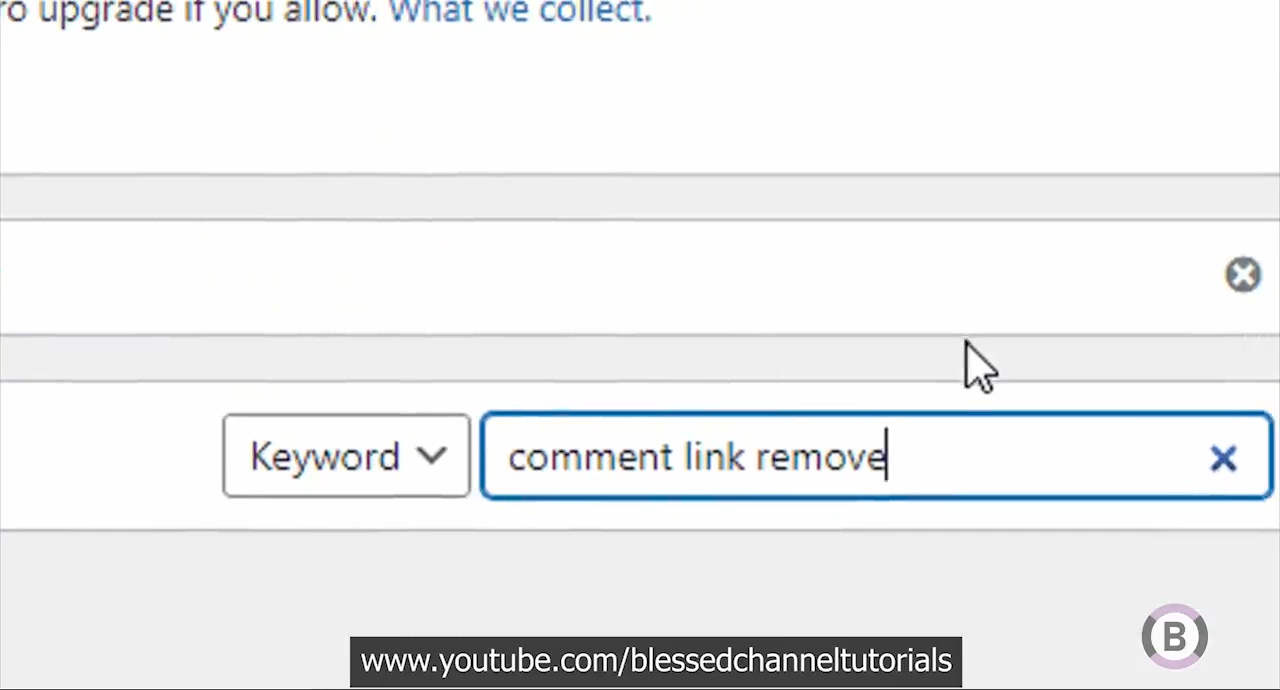 ro upgrade if you allow. What we collect.
Keyword comment link remove
B
www.youtube.com/blessedchanneltutorials